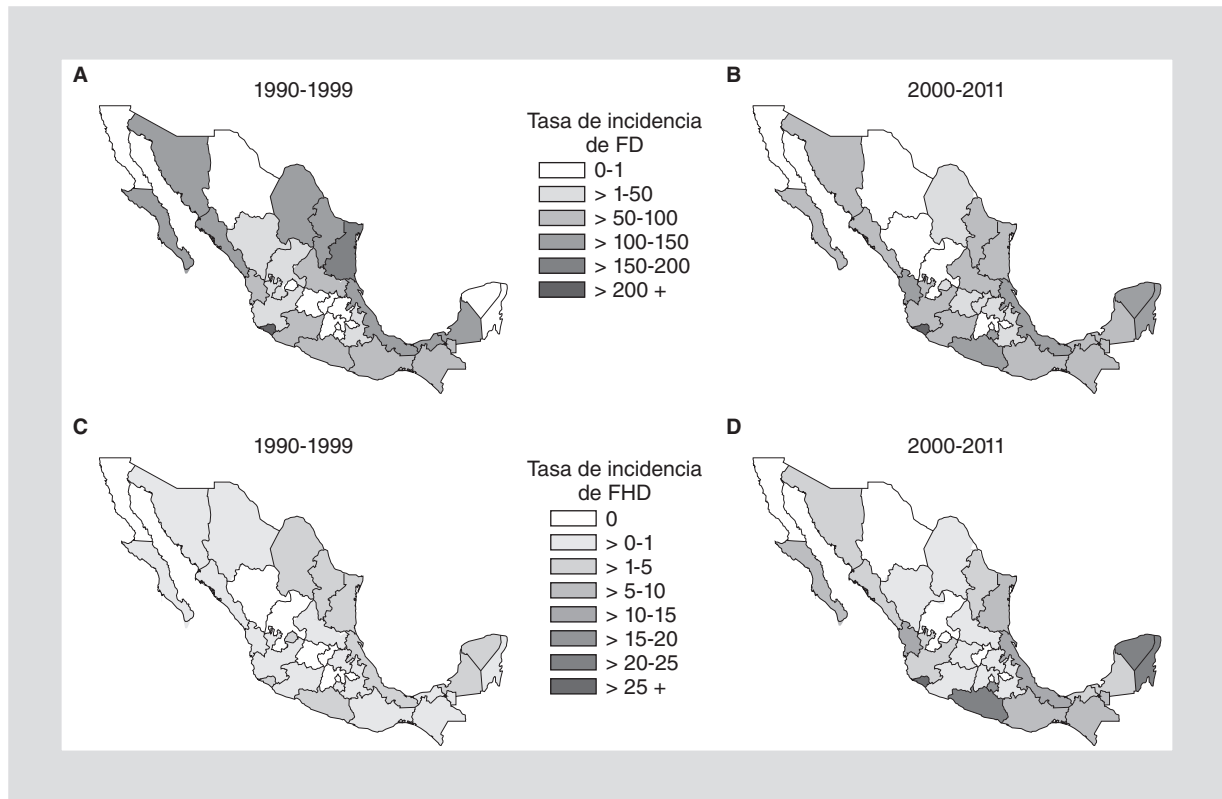 A
1990-1999
Tasa de incidencia
de FD
0-1
> 1-50
> 50-100
> 100-150
> 150-200
> 200 +
B
2000-2011
C
1990-1999
Tasa de incidencia
de FHD
0
> 0-1
> 1-5
> 5-10
> 10-15
> 15-20
> 20-25
> 25 +
D
2000-2011